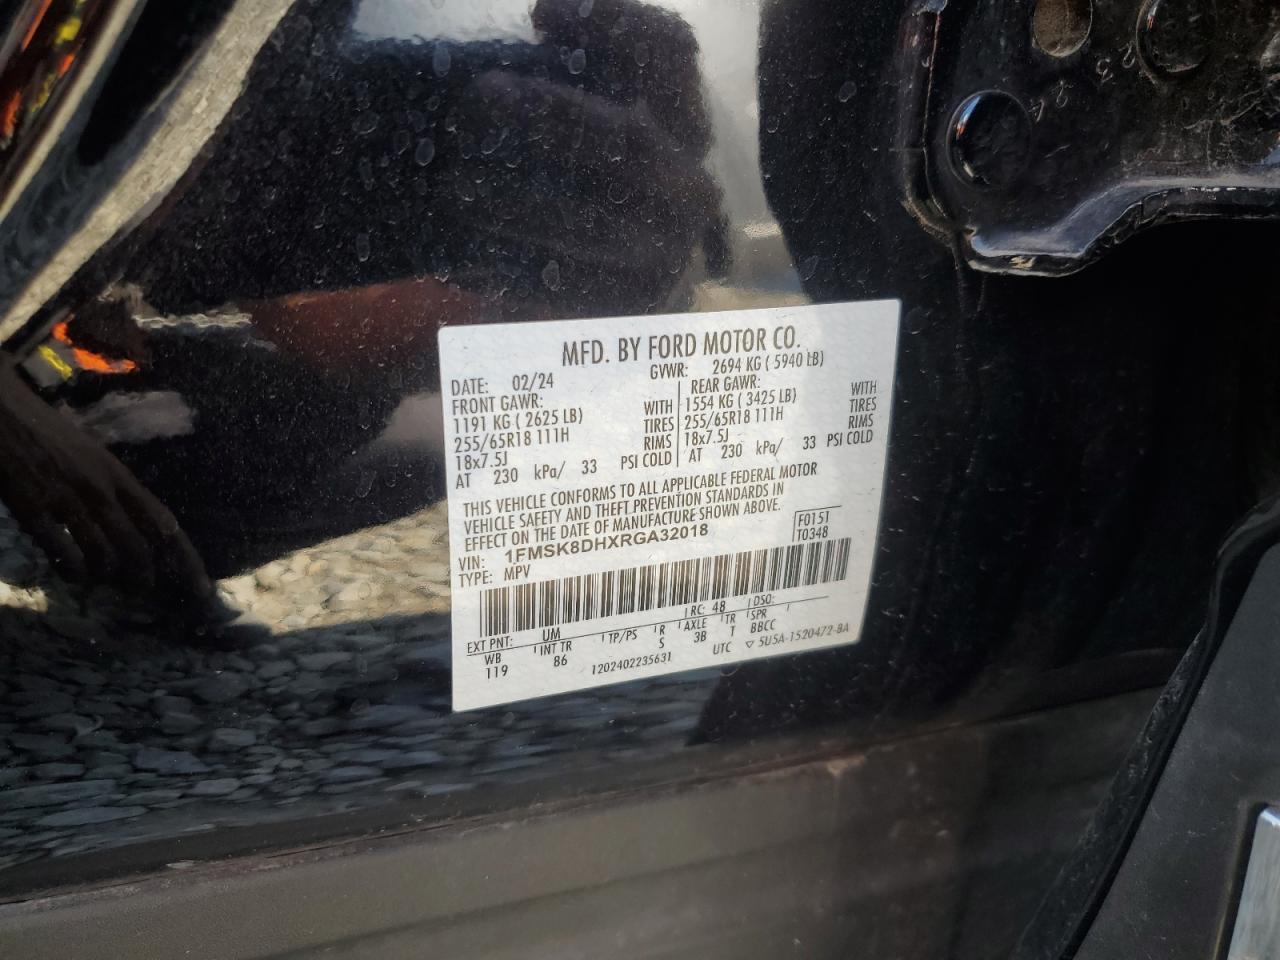 MFD. BY FORD MOTOR CO.
DATE: 02/24 GVWR: 2694 KG ( 5940 LB)
FRONT GAWR: REAR GAWR:
1191 KG ( 2625 LB) WITH 1554 KG ( 3425 LB) WITH
255/65R18 111H TIRES 255/65R18 111H TIRES
18x7.5J RIMS 18x7.5J RIMS
AT 230 kPa/ 33 PSI COLD AT 230 kPa/ 33 PSI COLD
THIS VEHICLE CONFORMS TO ALL APPLICABLE FEDERAL MOTOR
VEHICLE SAFETY AND THEFT PREVENTION STANDARDS IN
EFFECT ON THE DATE OF MANUFACTURE SHOWN ABOVE.
VIN: 1FMSK8DHXRGA32018 F0151
TYPE: MPV T0348
EXT PNT: UM RC: 48 DSO:
WB INT TR TP/PS R AXLE TR SPR
119 86 S 3B T BBCC
1202402235631 UTC ▽ 5U5A-1520472-BA